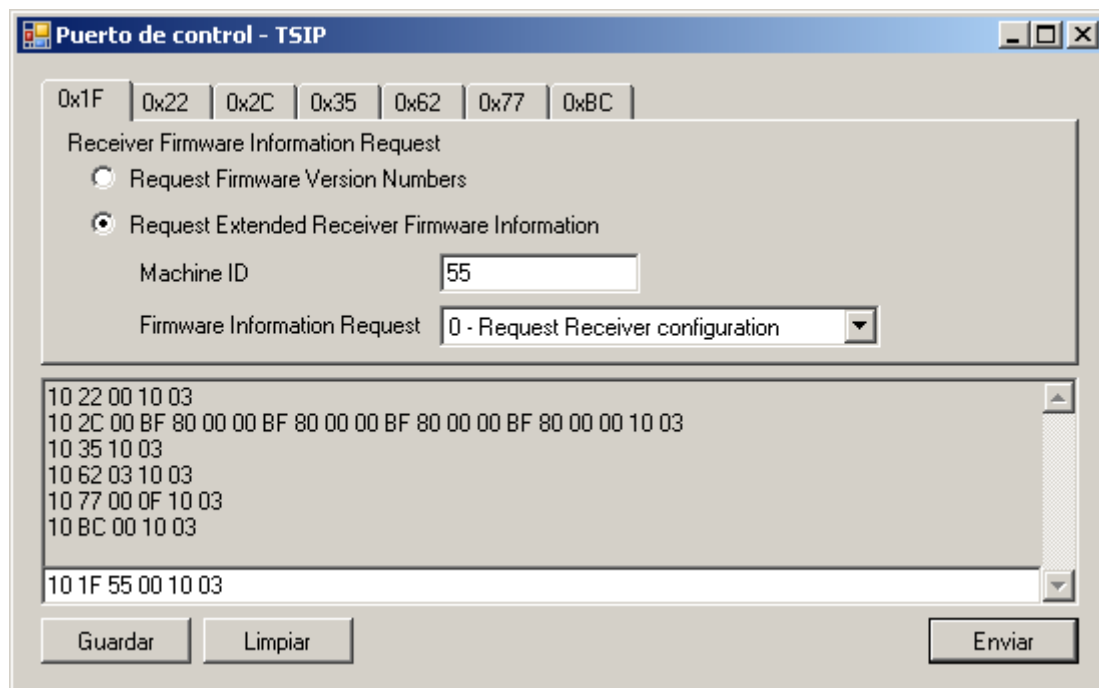 Puerto de control - TSIP
0x1F 0x22 0x2C 0x35 0x62 0x77 0xBC
Receiver Firmware Information Request
Request Firmware Version Numbers
Request Extended Receiver Firmware Information
Machine ID 55
Firmware Information Request 0 - Request Receiver configuration
10 22 00 10 03
10 2C 00 BF 80 00 00 BF 80 00 00 BF 80 00 00 BF 80 00 00 10 03
10 35 10 03
10 62 03 10 03
10 77 00 0F 10 03
10 BC 00 10 03
10 1F 55 00 10 03
Guardar Limpiar Enviar